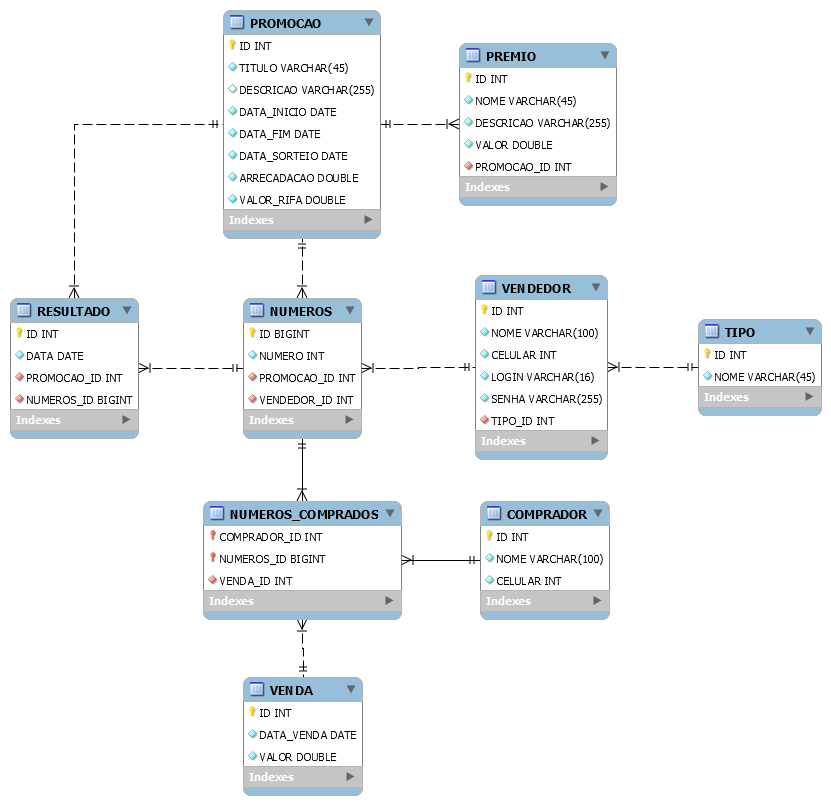 PROMOCAO
ID INT
TITULO VARCHAR(45)
DESCRICAO VARCHAR(255)
DATA_INICIO DATE
DATA_FIM DATE
DATA_SORTEIO DATE
ARRECADACAO DOUBLE
VALOR_RIFA DOUBLE
Indexes
PREMIO
ID INT
NOME VARCHAR(45)
DESCRICAO VARCHAR(255)
VALOR DOUBLE
PROMOCAO_ID INT
Indexes
RESULTADO
ID INT
DATA DATE
PROMOCAO_ID INT
NUMEROS_ID BIGINT
Indexes
NUMEROS
ID BIGINT
NUMERO INT
PROMOCAO_ID INT
VENDEDOR_ID INT
Indexes
VENDEDOR
ID INT
NOME VARCHAR(100)
CELULAR INT
LOGIN VARCHAR(16)
SENHA VARCHAR(255)
TIPO_ID INT
Indexes
TIPO
ID INT
NOME VARCHAR(45)
Indexes
NUMEROS_COMPRADOS
COMPRADOR_ID INT
NUMEROS_ID BIGINT
VENDA_ID INT
Indexes
COMPRADOR
ID INT
NOME VARCHAR(100)
CELULAR INT
Indexes
VENDA
ID INT
DATA_VENDA DATE
VALOR DOUBLE
Indexes